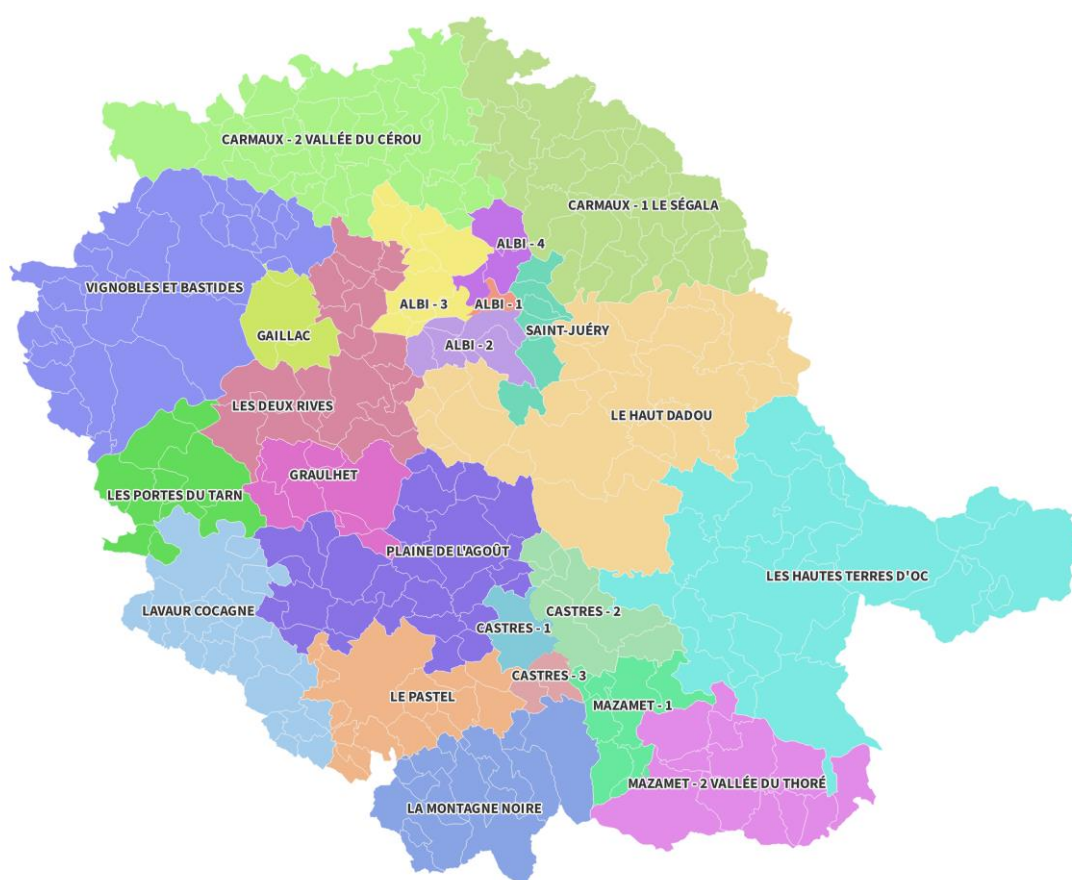 CARMAUX - 2 VALLÉE DU CÉROU
CARMAUX - 1 LE SÉGALA
ALBI - 4
VIGNOBLES ET BASTIDES
ALBI - 3
ALBI - 1
GAILLAC
SAINT-JUÉRY
ALBI - 2
LES DEUX RIVES
LE HAUT DADOU
GRAULHET
LES PORTES DU TARN
PLAINE DE L'AGOÛT
LES HAUTES TERRES D'OC
LAVAUR COCAGNE
CASTRES - 2
CASTRES - 1
CASTRES - 3
LE PASTEL
MAZAMET - 1
MAZAMET - 2 VALLÉE DU THORÉ
LA MONTAGNE NOIRE